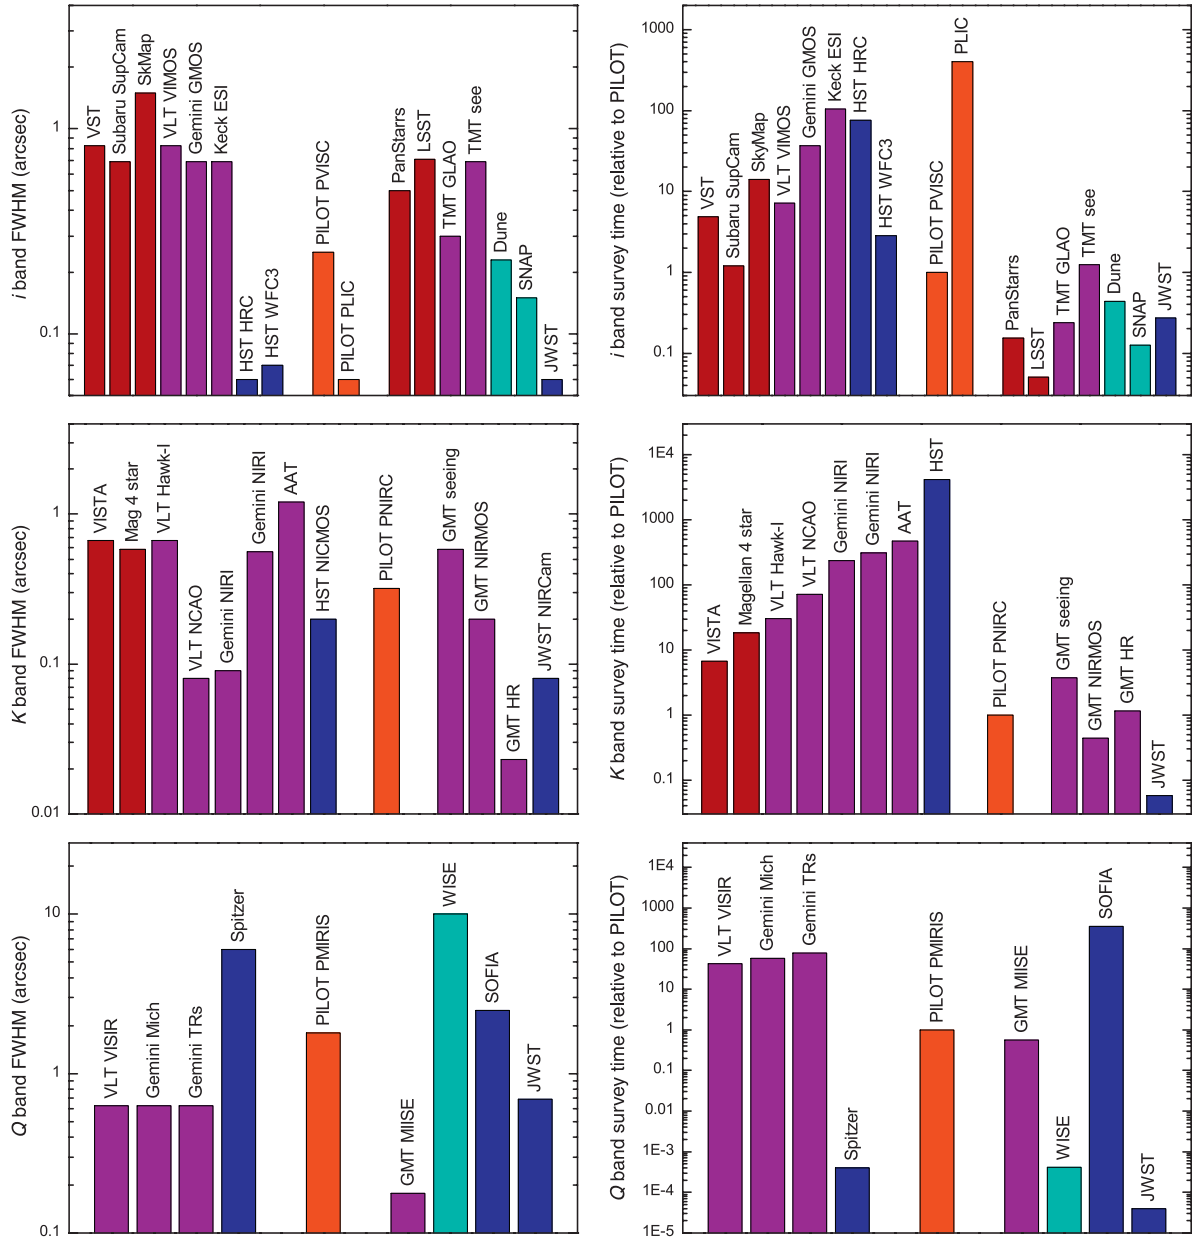 i band FWHM (arcsec)
1
0.1
VST
Subaru SupCam
SkMap
VLT VIMOS
Gemini GMOS
Keck ESI
HST HRC
HST WFC3
PILOT PVISC
PILOT PLIC
PanStarrs
LSST
TMT GLAO
TMT see
Dune
SNAP
JWST
i band survey time (relative to PILOT)
1000
100
10
1
0.1
VST
Subaru SupCam
SkyMap
VLT VIMOS
Gemini GMOS
Keck ESI
HST HRC
HST WFC3
PILOT PVISC
PLIC
PanStarrs
LSST
TMT GLAO
TMT see
Dune
SNAP
JWST
K band FWHM (arcsec)
1
0.1
0.01
VISTA
Mag 4 star
VLT Hawk-I
VLT NCAO
Gemini NIRI
Gemini NIRI
AAT
HST NICMOS
PILOT PNIRC
GMT seeing
GMT NIRMOS
GMT HR
JWST NIRCam
K band survey time (relative to PILOT)
1E4
1000
100
10
1
0.1
VISTA
Magellan 4 star
VLT Hawk-I
VLT NCAO
Gemini NIRI
Gemini NIRI
AAT
HST
PILOT PNIRC
GMT seeing
GMT NIRMOS
GMT HR
JWST
Q band FWHM (arcsec)
10
1
0.1
VLT VISIR
Gemini Mich
Gemini TRs
Spitzer
PILOT PMIRIS
GMT MIISE
WISE
SOFIA
JWST
Q band survey time (relative to PILOT)
1E4
1000
100
10
1
0.1
0.01
1E-3
1E-4
1E-5
VLT VISIR
Gemini Mich
Gemini TRs
Spitzer
PILOT PMIRIS
GMT MIISE
WISE
SOFIA
JWST